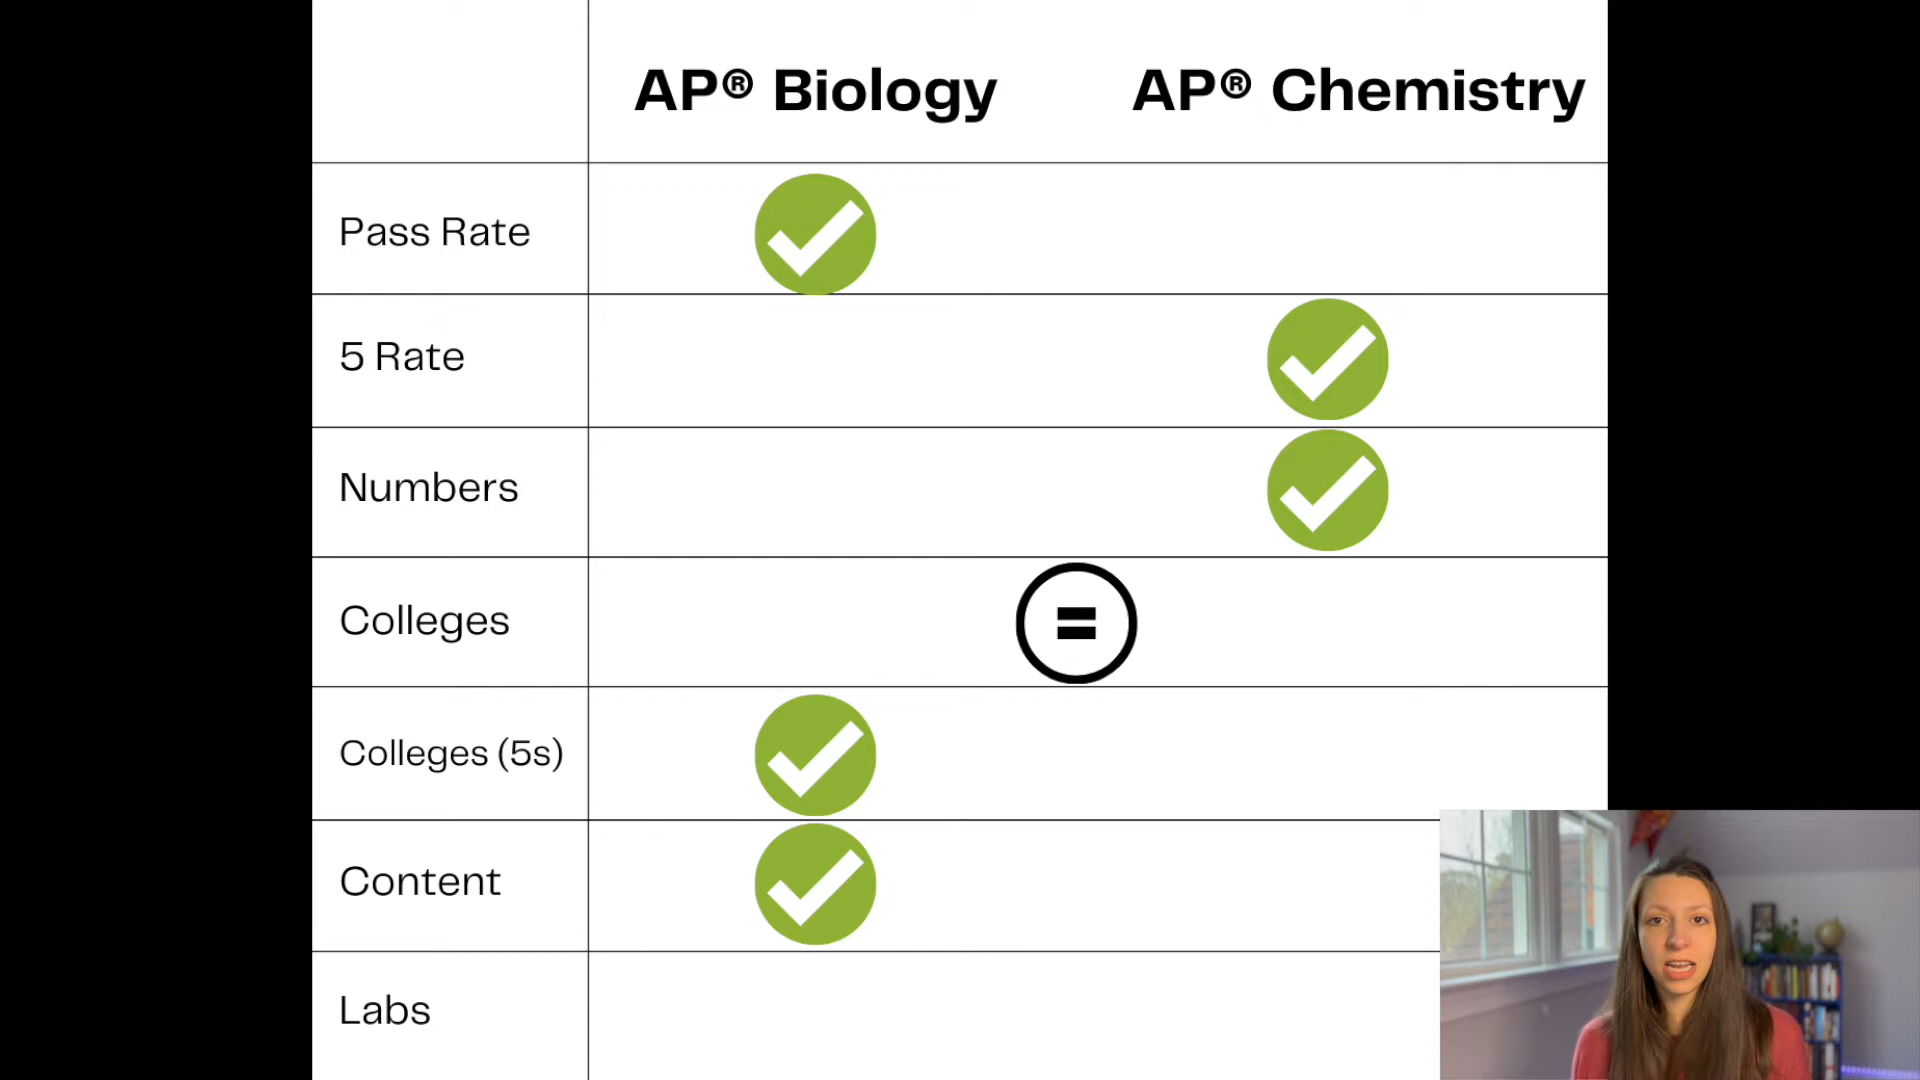 AP® Biology AP® Chemistry
Pass Rate
5 Rate
Numbers
Colleges
=
Colleges (5s)
Content
Labs